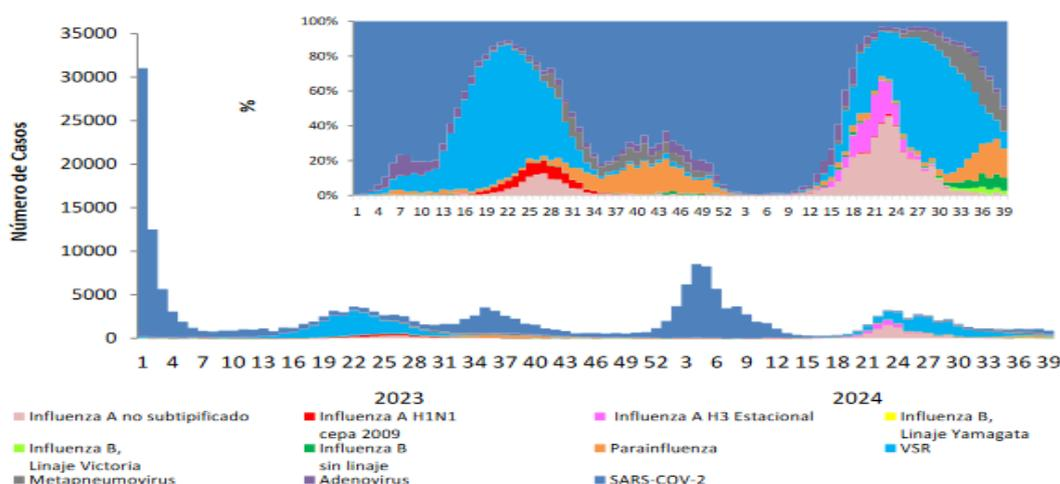 Número de Casos
35000
30000
25000
20000
15000
10000
5000
0
%
100%
80%
60%
40%
20%
0%
1 4 7 10 13 16 19 22 25 28 31 34 37 40 43 46 49 52 3 6 9 12 15 18 21 24 27 30 33 36 39
1 4 7 10 13 16 19 22 25 28 31 34 37 40 43 46 49 52 3 6 9 12 15 18 21 24 27 30 33 36 39
2023 2024
Influenza A no subtipificado
Influenza A H1N1
cepa 2009
Influenza A H3 Estacional
Influenza B,
Linaje Yamagata
Influenza B,
Linaje Victoria
Influenza B
sin linaje
Parainfluenza
VSR
Metapneumovirus
Adenovirus
SARS-COV-2